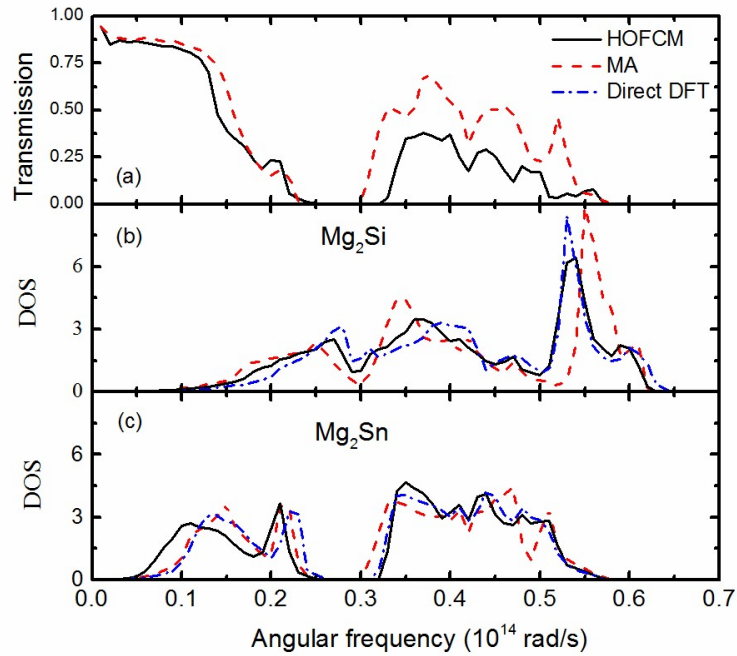 1.00
0.75
0.50
0.25
0.00
Transmission
(a)
HOFCM
MA
Direct DFT
(b)
Mg₂Si
6
3
0
DOS
(c)
Mg₂Sn
6
3
0
DOS
0.0 0.1 0.2 0.3 0.4 0.5 0.6 0.7
Angular frequency (10¹⁴ rad/s)